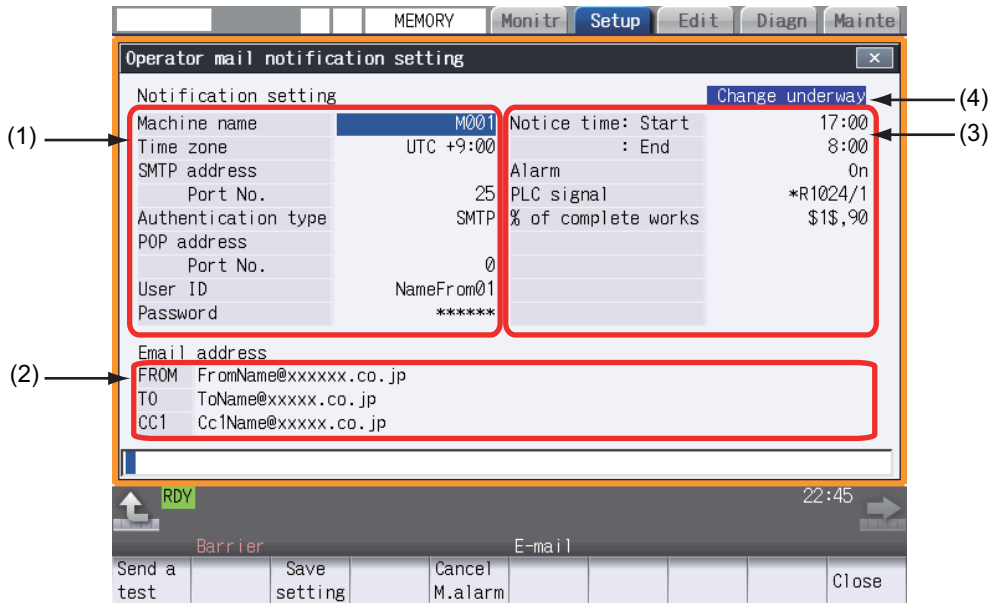 MEMORY Monitr Setup Edit Diagn Mainte
Operator mail notification setting ×
Notification setting Change underway (4)
(1) (3)
Machine name M001
Time zone UTC +9:00
SMTP address
Port No. 25
Authentication type SMTP
POP address
Port No. 0
User ID NameFrom01
Password ******
Notice time: Start 17:00
: End 8:00
Alarm On
PLC signal *R1024/1
% of complete works $1$,90
Email address
(2)
FROM FromName@xxxxxx.co.jp
TO ToName@xxxxx.co.jp
CC1 Cc1Name@xxxxx.co.jp
RDY 22:45
Barrier E-mail
Send a test
Save setting
Cancel M.alarm
Close